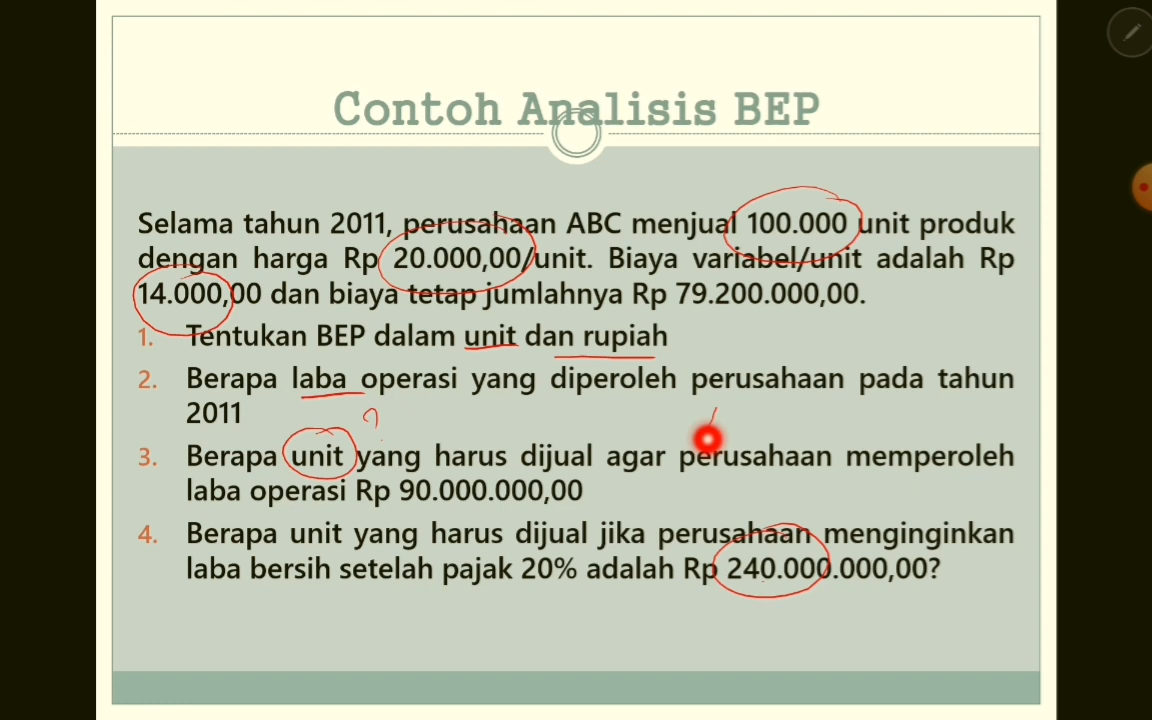 Contoh Analisis BEP
Selama tahun 2011, perusahaan ABC menjual 100.000 unit produk
dengan harga Rp 20.000,00/unit. Biaya variabel/unit adalah Rp
14.000,00 dan biaya tetap jumlahnya Rp 79.200.000,00.
1. Tentukan BEP dalam unit dan rupiah
2. Berapa laba operasi yang diperoleh perusahaan pada tahun
2011
3. Berapa unit yang harus dijual agar perusahaan memperoleh
laba operasi Rp 90.000.000,00
4. Berapa unit yang harus dijual jika perusahaan menginginkan
laba bersih setelah pajak 20% adalah Rp 240.000.000,00?